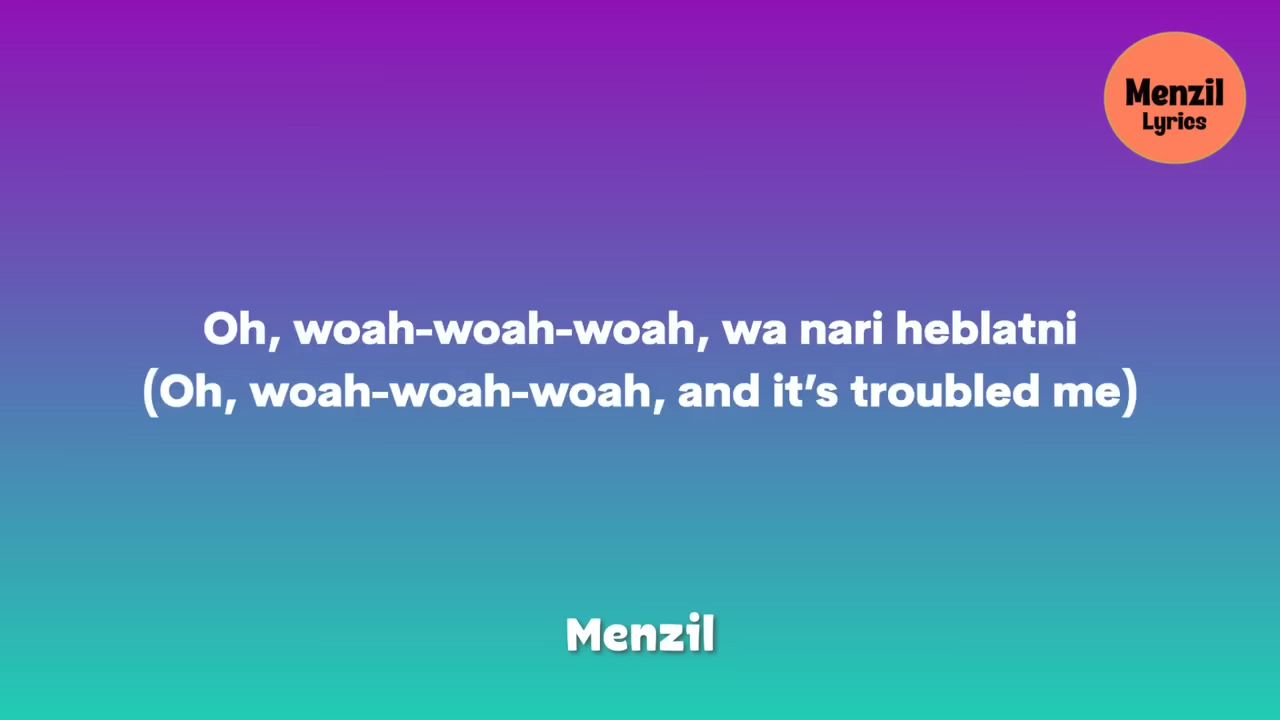 Menzil
Lyrics
Oh, woah-woah-woah, wa nari heblatni
(Oh, woah-woah-woah, and it's troubled me)
Menzil